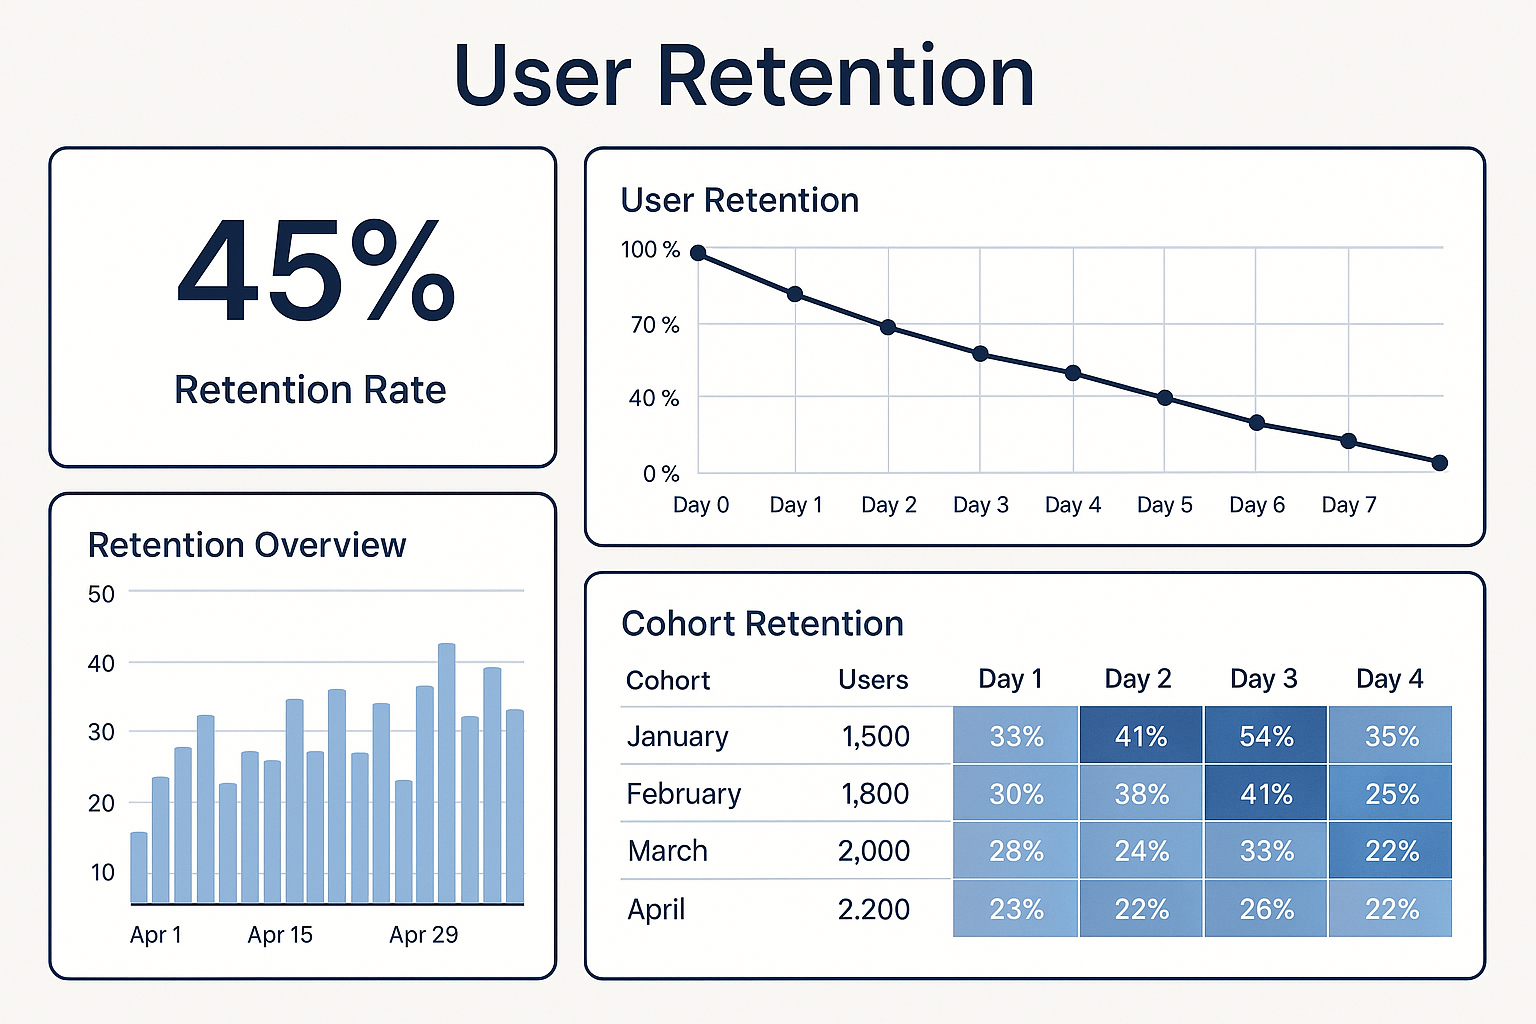 User Retention
45%
Retention Rate
User Retention
100 %
70 %
40 %
0 %
Day 0 Day 1 Day 2 Day 3 Day 4 Day 5 Day 6 Day 7
Retention Overview
50
40
30
20
10
Apr 1 Apr 15 Apr 29
Cohort Retention
Cohort Users Day 1 Day 2 Day 3 Day 4
January 1,500 33% 41% 54% 35%
February 1,800 30% 38% 41% 25%
March 2,000 28% 24% 33% 22%
April 2.200 23% 22% 26% 22%